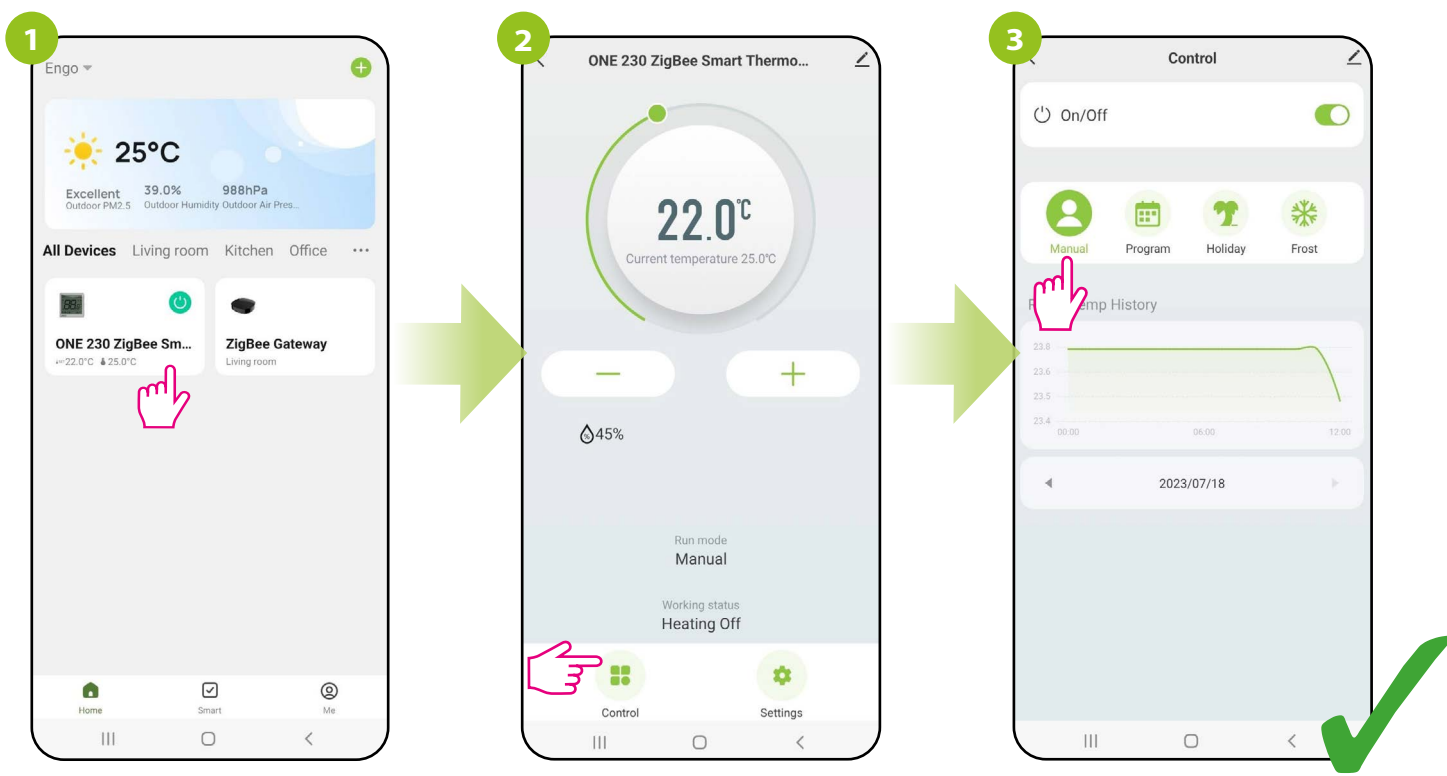 1
Engo
25°C
Excellent 39.0% 988hPa
Outdoor PM2.5 Outdoor Humidity Outdoor Air Pres...
All Devices Living room Kitchen Office ...
88
ONE 230 ZigBee Sm... ZigBee Gateway
22.0°C 25.0°C Living room
Home Smart Me
2
ONE 230 ZigBee Smart Thermo...
22.0°C
Current temperature 25.0°C
45%
Run mode
Manual
Working status
Heating Off
Control Settings
3
Control
On/Off
Manual Program Holiday Frost
History
23.8
23.6
23.5
23.4
00:00 06:00 12:00
2023/07/18